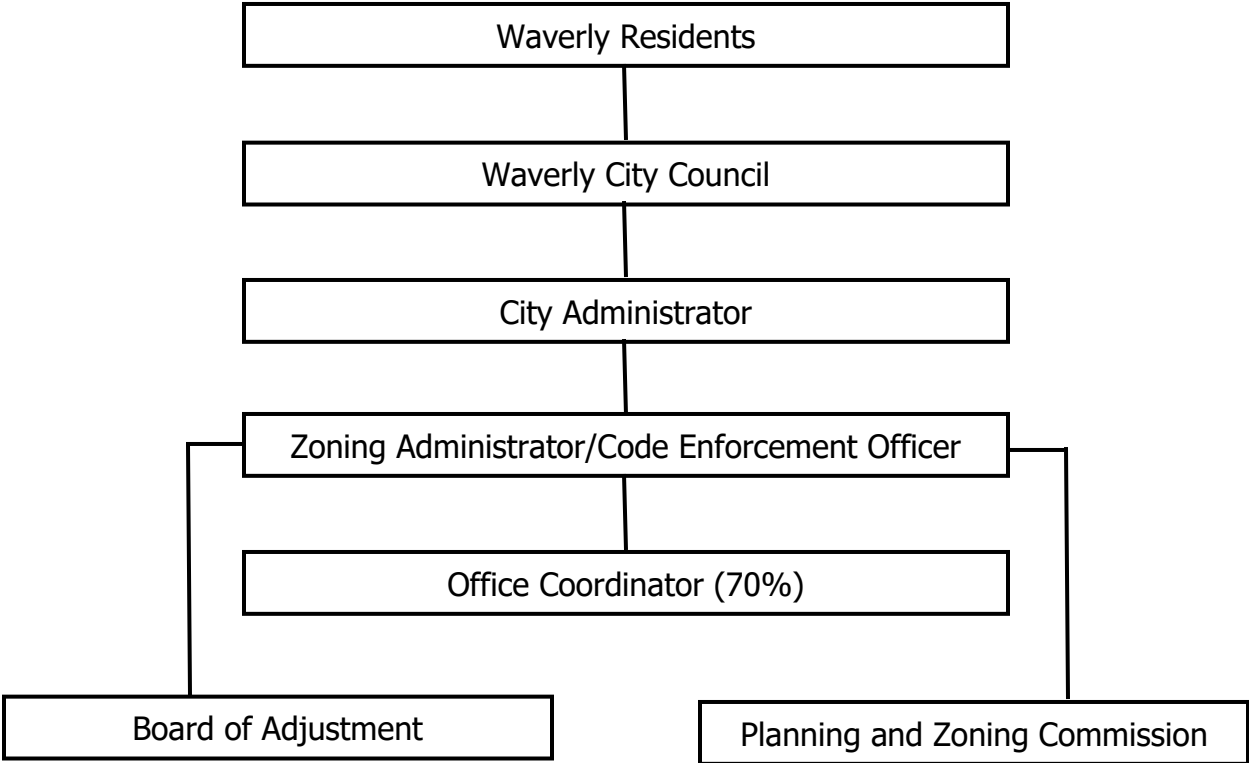 Waverly Residents
Waverly City Council
City Administrator
Zoning Administrator/Code Enforcement Officer
Office Coordinator (70%)
Board of Adjustment
Planning and Zoning Commission